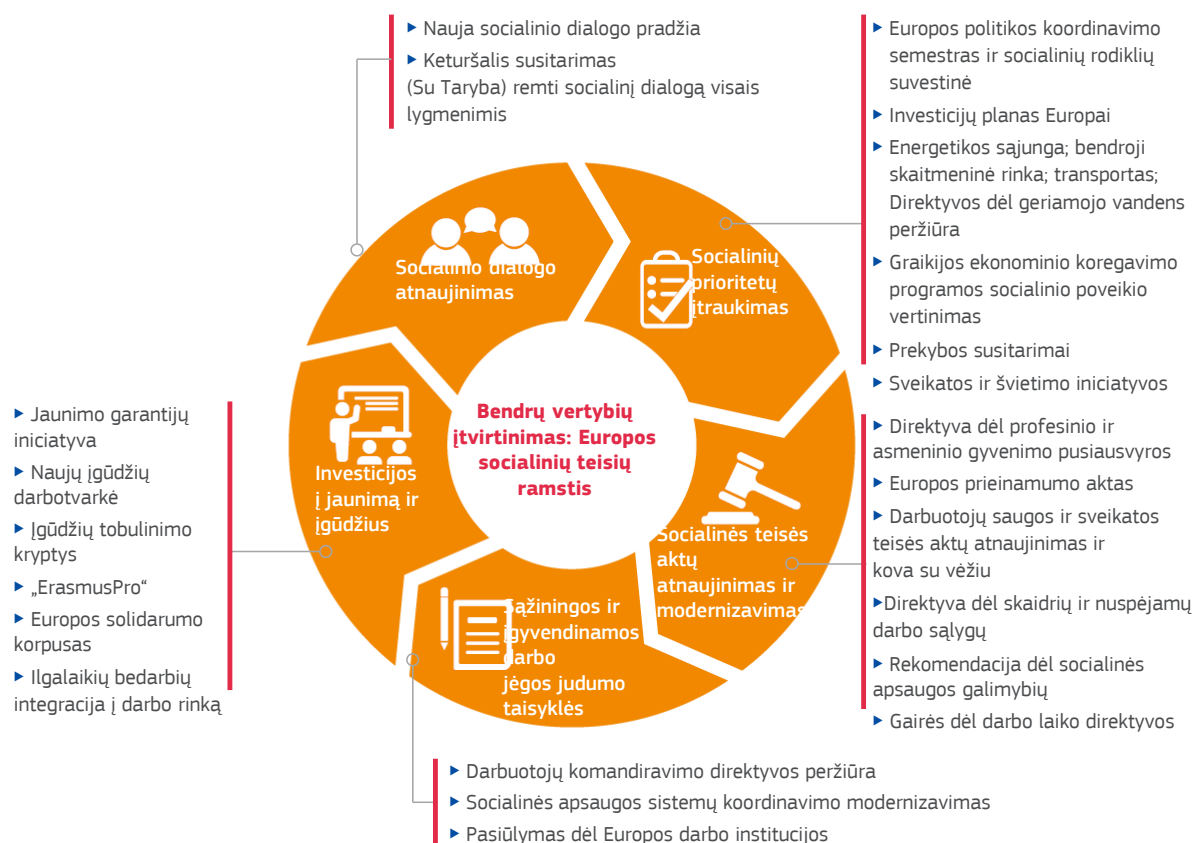 ▶ Nauja socialinio dialogo pradžia
▶ Keturšalis susitarimas
(Su Taryba) remti socialinį dialogą visais
lygmenimis
▶ Europos politikos koordinavimo
semestras ir socialinių rodiklių
suvestinė
▶ Investicijų planas Europai
▶ Energetikos sąjunga; bendroji
skaitmeninė rinka; transportas;
Direktyvos dėl geriamojo vandens
peržiūra
▶ Graikijos ekonominio koregavimo
programos socialinio poveikio
vertinimas
▶ Prekybos susitarimai
▶ Sveikatos ir švietimo iniciatyvos
Socialinio dialogo
atnaujinimas
Socialinių
prioritetų
įtraukimas
Bendrų vertybių
įtvirtinimas: Europos
socialinių teisių
ramstis
▶ Jaunimo garantijų
iniciatyva
▶ Naujų įgūdžių
darbotvarkė
▶ Įgūdžių tobulinimo
kryptys
▶ „ErasmusPro“
▶ Europos solidarumo
korpusas
▶ Ilgalaikių bedarbių
integracija į darbo rinką
Investicijos
į jaunimą ir
įgūdžius
Socialinės teisės
aktų
atnaujinimas ir
modernizavimas
▶ Direktyva dėl profesinio ir
asmeninio gyvenimo pusiausvyros
▶ Europos prieinamumo aktas
▶ Darbuotojų saugos ir sveikatos
teisės aktų atnaujinimas ir
kova su vėžiu
▶Direktyva dėl skaidrių ir nuspėjamų
darbo sąlygų
▶ Rekomendacija dėl socialinės
apsaugos galimybių
▶ Gairės dėl darbo laiko direktyvos
Sąžiningos ir
įgyvendinamos
darbo
jėgos judumo
taisyklės
▶ Darbuotojų komandiravimo direktyvos peržiūra
▶ Socialinės apsaugos sistemų koordinavimo modernizavimas
▶ Pasiūlymas dėl Europos darbo institucijos